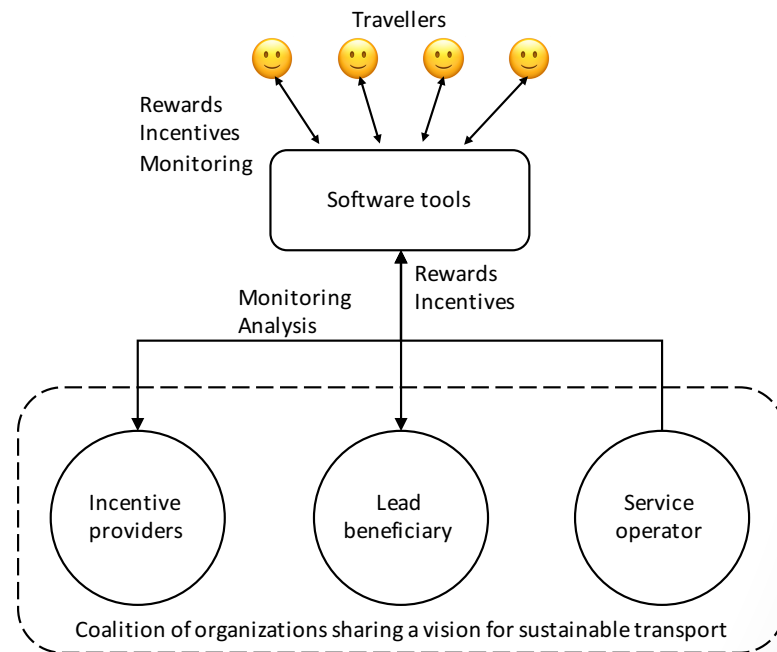 Travellers
Rewards
Incentives
Monitoring
Software tools
Rewards
Incentives
Monitoring
Analysis
Incentive
providers
Lead
beneficiary
Service
operator
Coalition of organizations sharing a vision for sustainable transport